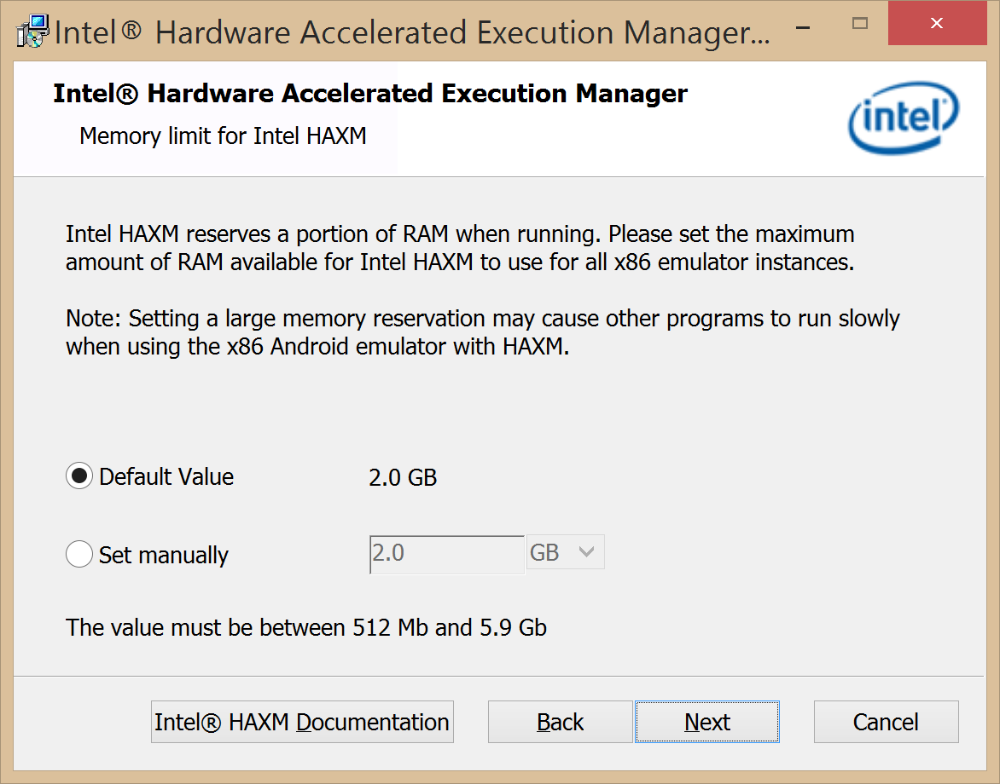 Intel® Hardware Accelerated Execution Manager...
Intel® Hardware Accelerated Execution Manager
Memory limit for Intel HAXM
intel
Intel HAXM reserves a portion of RAM when running. Please set the maximum
amount of RAM available for Intel HAXM to use for all x86 emulator instances.
Note: Setting a large memory reservation may cause other programs to run slowly
when using the x86 Android emulator with HAXM.
Default Value 2.0 GB
Set manually 2.0 GB
The value must be between 512 Mb and 5.9 Gb
Intel® HAXM Documentation Back Next Cancel